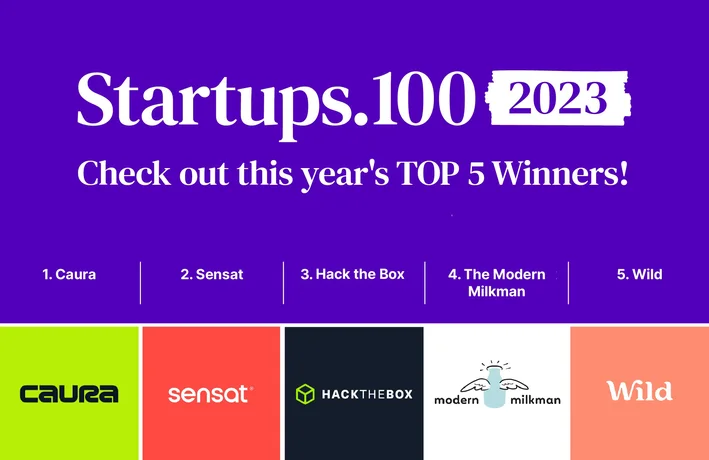 Startups.100 2023
Check out this year's TOP 5 Winners!
1. Caura
2. Sensat
3. Hack the Box
4. The Modern
Milkman
5. Wild
CAURA
sensat
HACKTHEBOX
modern milkman
Wild